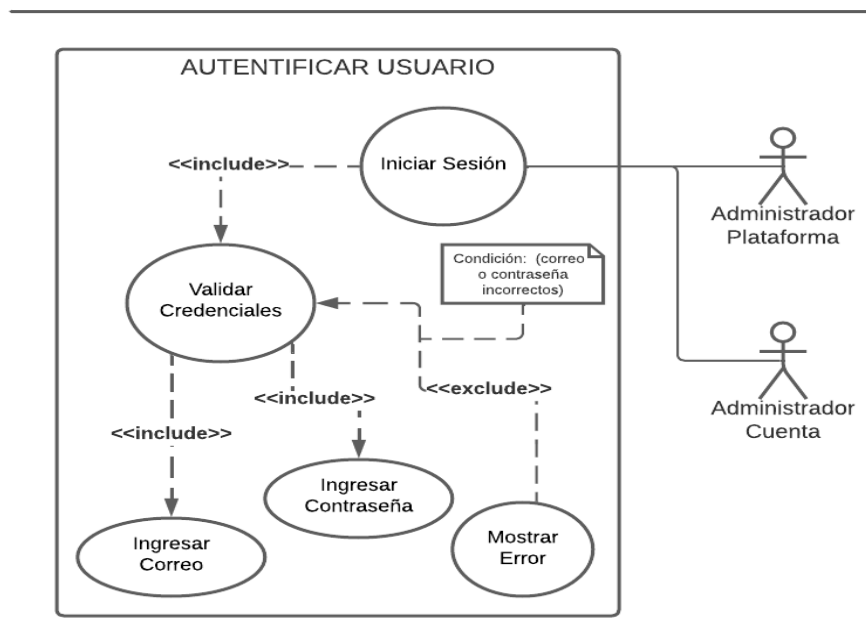 AUTENTIFICAR USUARIO
<<include>>
Iniciar Sesión
Administrador
Plataforma
Condición: (correo
o contraseña
incorrectos)
Validar
Credenciales
<<exclude>>
<<include>>
<<include>>
Administrador
Cuenta
Ingresar
Contraseña
Ingresar
Correo
Mostrar
Error